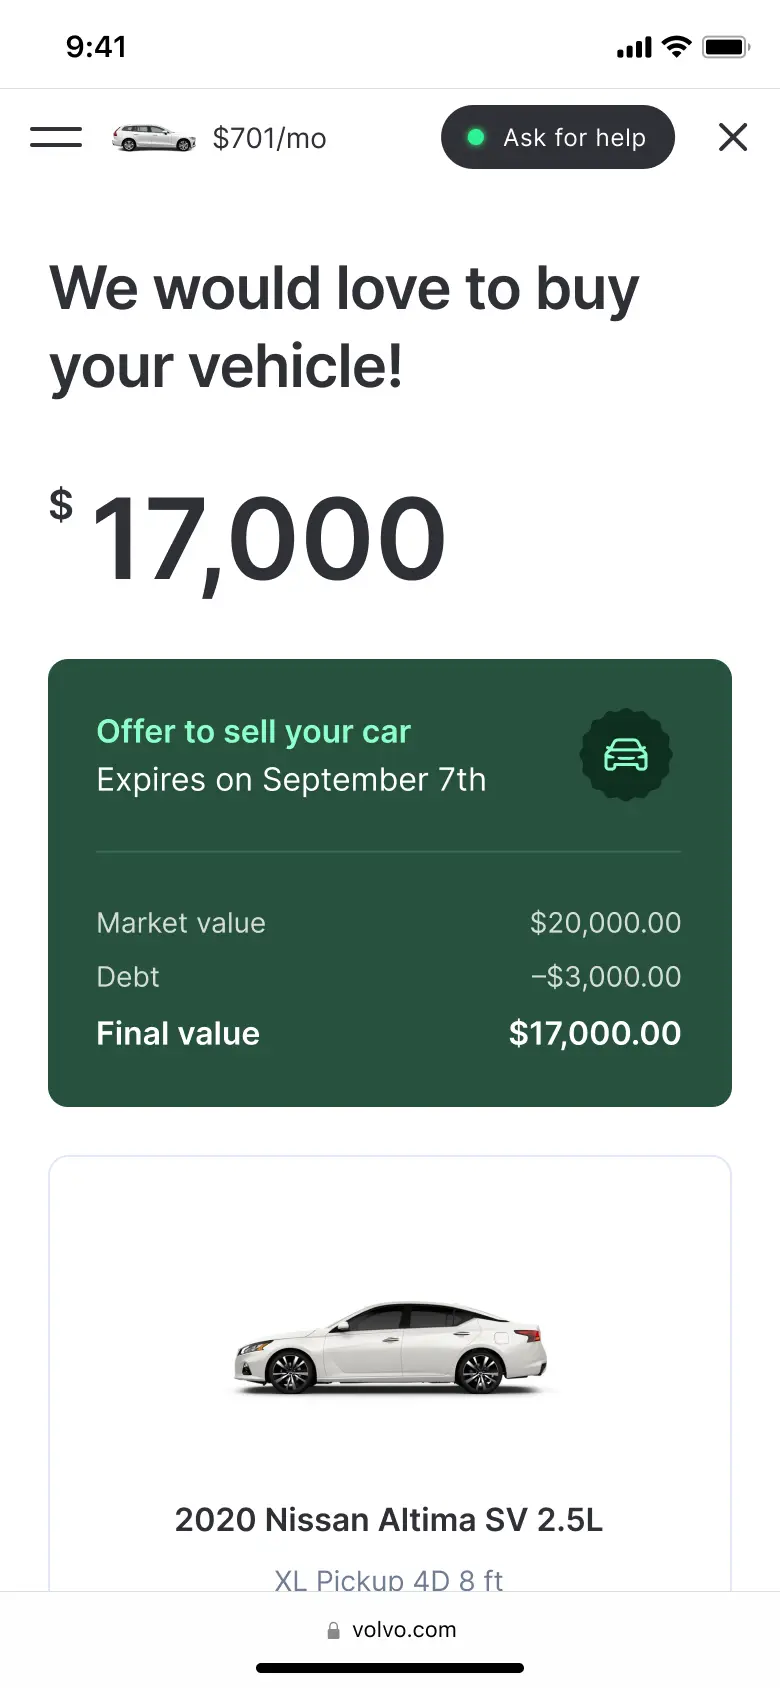 9:41
$701/mo
Ask for help
We would love to buy
your vehicle!
$17,000
Offer to sell your car
Expires on September 7th
Market value $20,000.00
Debt –$3,000.00
Final value $17,000.00
2020 Nissan Altima SV 2.5L
XL Pickup 4D 8 ft
volvo.com